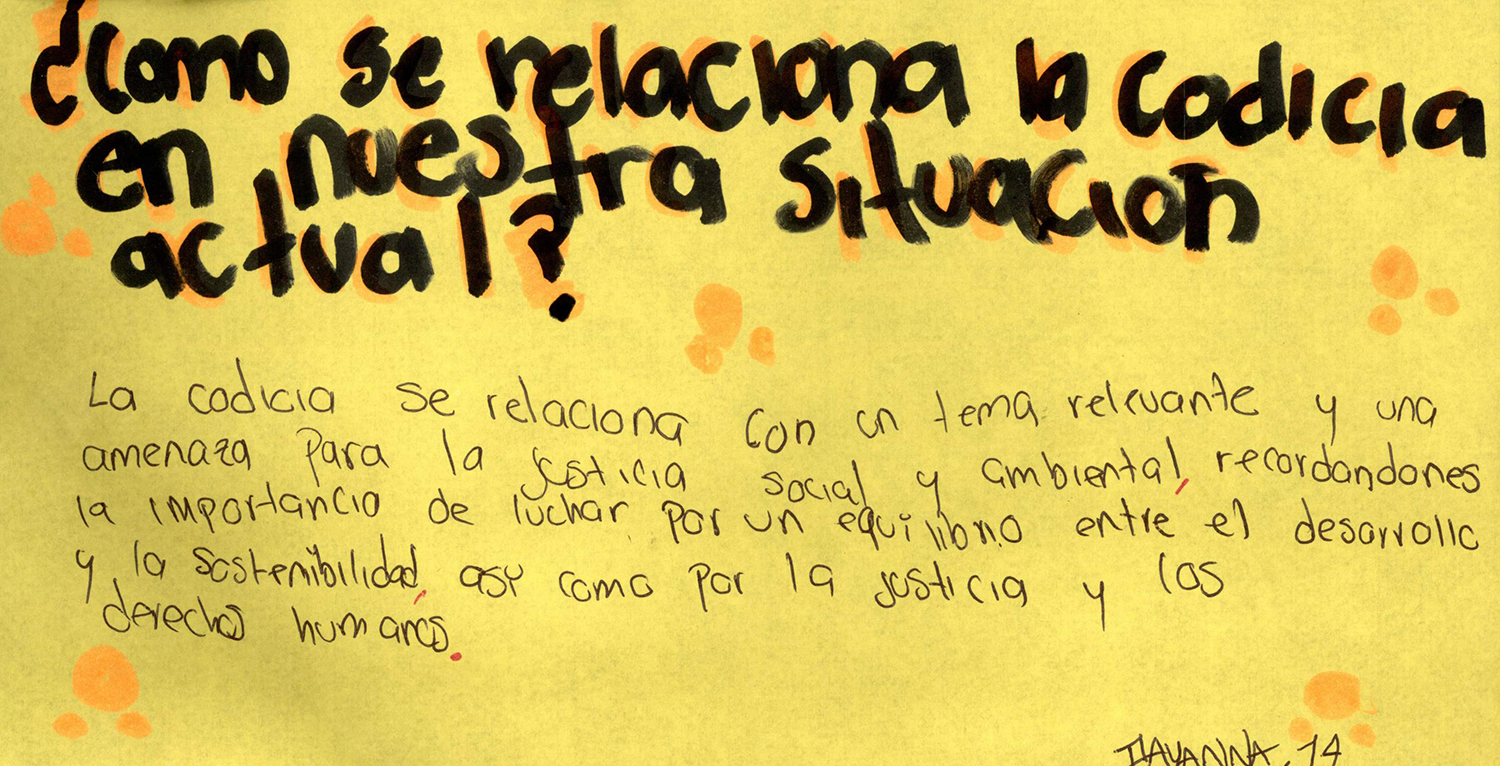 ¿Como se relaciona la codicia
en nuestra situacion
actual?
La codicia se relaciona con un tema relevante y una
amenaza para la justicia social y ambiental, recordandones
la importancia de luchar por un equilibrio entre el desarrollo
y la sostenibilidad, asy como por la justicia y los
derechos humanos.
DAYANNA, 14